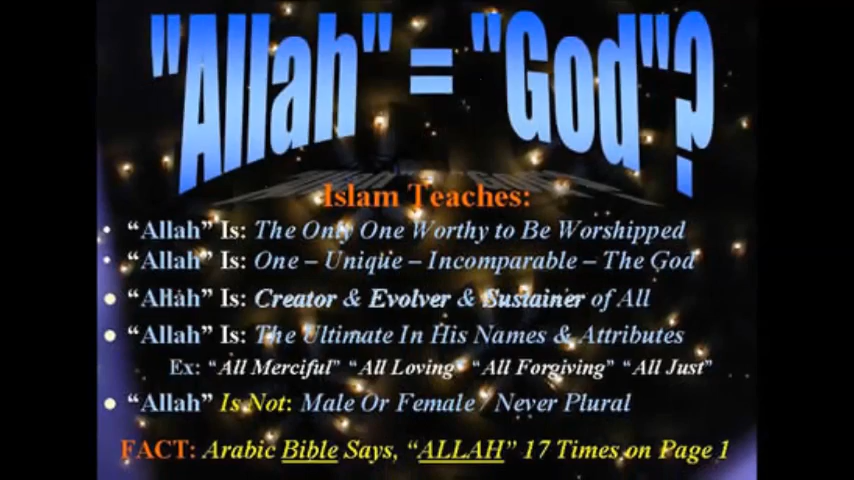 "Allah" = "God"?
Islam Teaches:
• “Allah” Is: The Only One Worthy to Be Worshipped
• “Allah” Is: One – Unique – Incomparable – The God
• “Allah” Is: Creator & Evolver & Sustainer of All
• “Allah” Is: The Ultimate In His Names & Attributes
Ex: “All Merciful” “All Loving” “All Forgiving” “All Just”
• “Allah” Is Not: Male Or Female / Never Plural
FACT: Arabic Bible Says, “ALLAH” 17 Times on Page 1